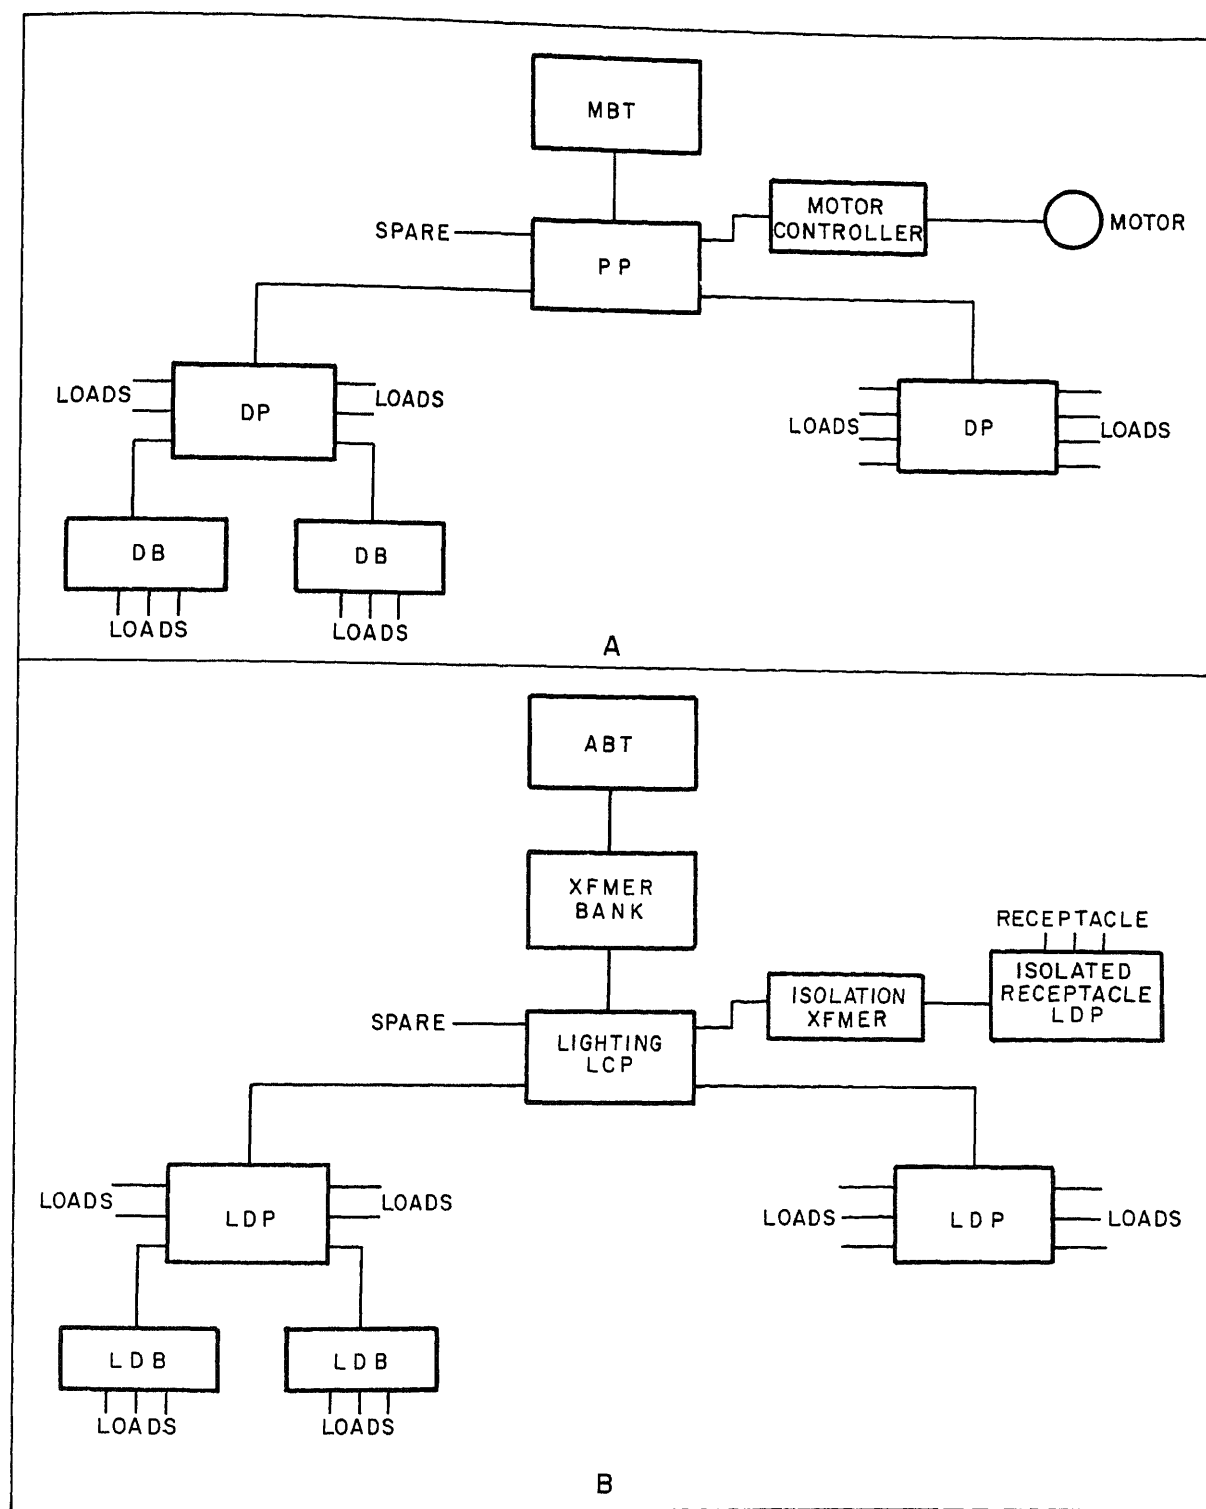 MBT
MOTOR
CONTROLLER
MOTOR
SPARE
PP
LOADS
DP
LOADS
LOADS
DP
LOADS
DB
DB
LOADS
LOADS
A
ABT
XFMER
BANK
RECEPTACLE
ISOLATED
RECEPTACLE
LDP
ISOLATION
XFMER
SPARE
LIGHTING
LCP
LOADS
LDP
LOADS
LOADS
LDP
LOADS
LDB
LDB
LOADS
LOADS
B